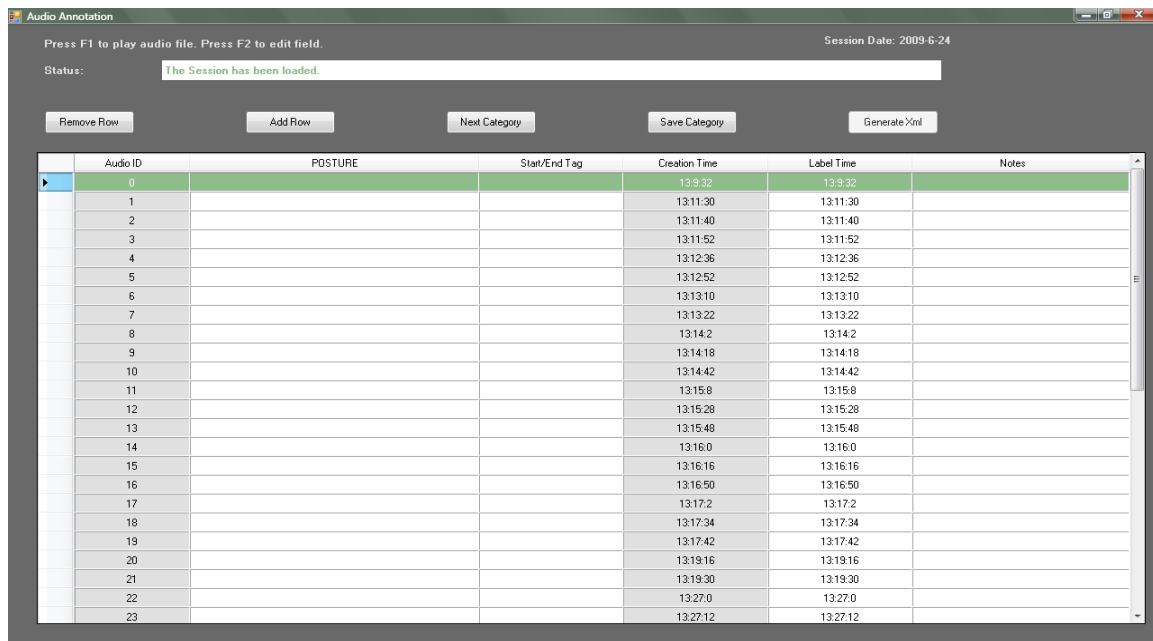 Audio Annotation
Press F1 to play audio file. Press F2 to edit field.
Session Date: 2009-6-24
Status: The Session has been loaded.
Remove Row Add Row Next Category Save Category Generate Xml
Audio ID POSTURE Start/End Tag Creation Time Label Time Notes
0 13:9:32 13:9:32
1 13:11:30 13:11:30
2 13:11:40 13:11:40
3 13:11:52 13:11:52
4 13:12:36 13:12:36
5 13:12:52 13:12:52
6 13:13:10 13:13:10
7 13:13:22 13:13:22
8 13:14:2 13:14:2
9 13:14:18 13:14:18
10 13:14:42 13:14:42
11 13:15:8 13:15:8
12 13:15:28 13:15:28
13 13:15:48 13:15:48
14 13:16:0 13:16:0
15 13:16:16 13:16:16
16 13:16:50 13:16:50
17 13:17:2 13:17:2
18 13:17:34 13:17:34
19 13:17:42 13:17:42
20 13:19:16 13:19:16
21 13:19:30 13:19:30
22 13:27:0 13:27:0
23 13:27:12 13:27:12